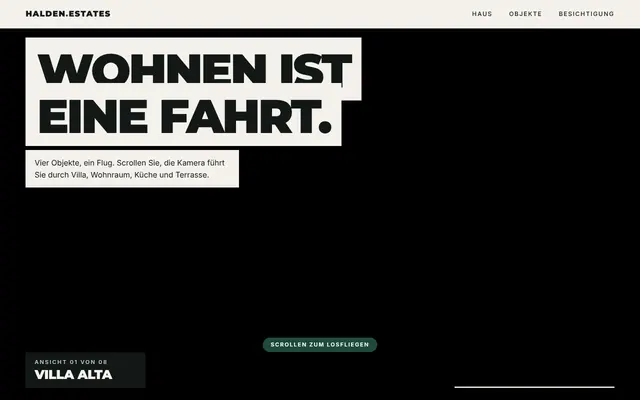 HALDEN.ESTATES
HAUS OBJEKTE BESICHTIGUNG
WOHNEN IST
EINE FAHRT.
Vier Objekte, ein Flug. Scrollen Sie, die Kamera führt
Sie durch Villa, Wohnraum, Küche und Terrasse.
SCROLLEN ZUM LOSFLIEGEN
ANSICHT 01 VON 08
VILLA ALTA